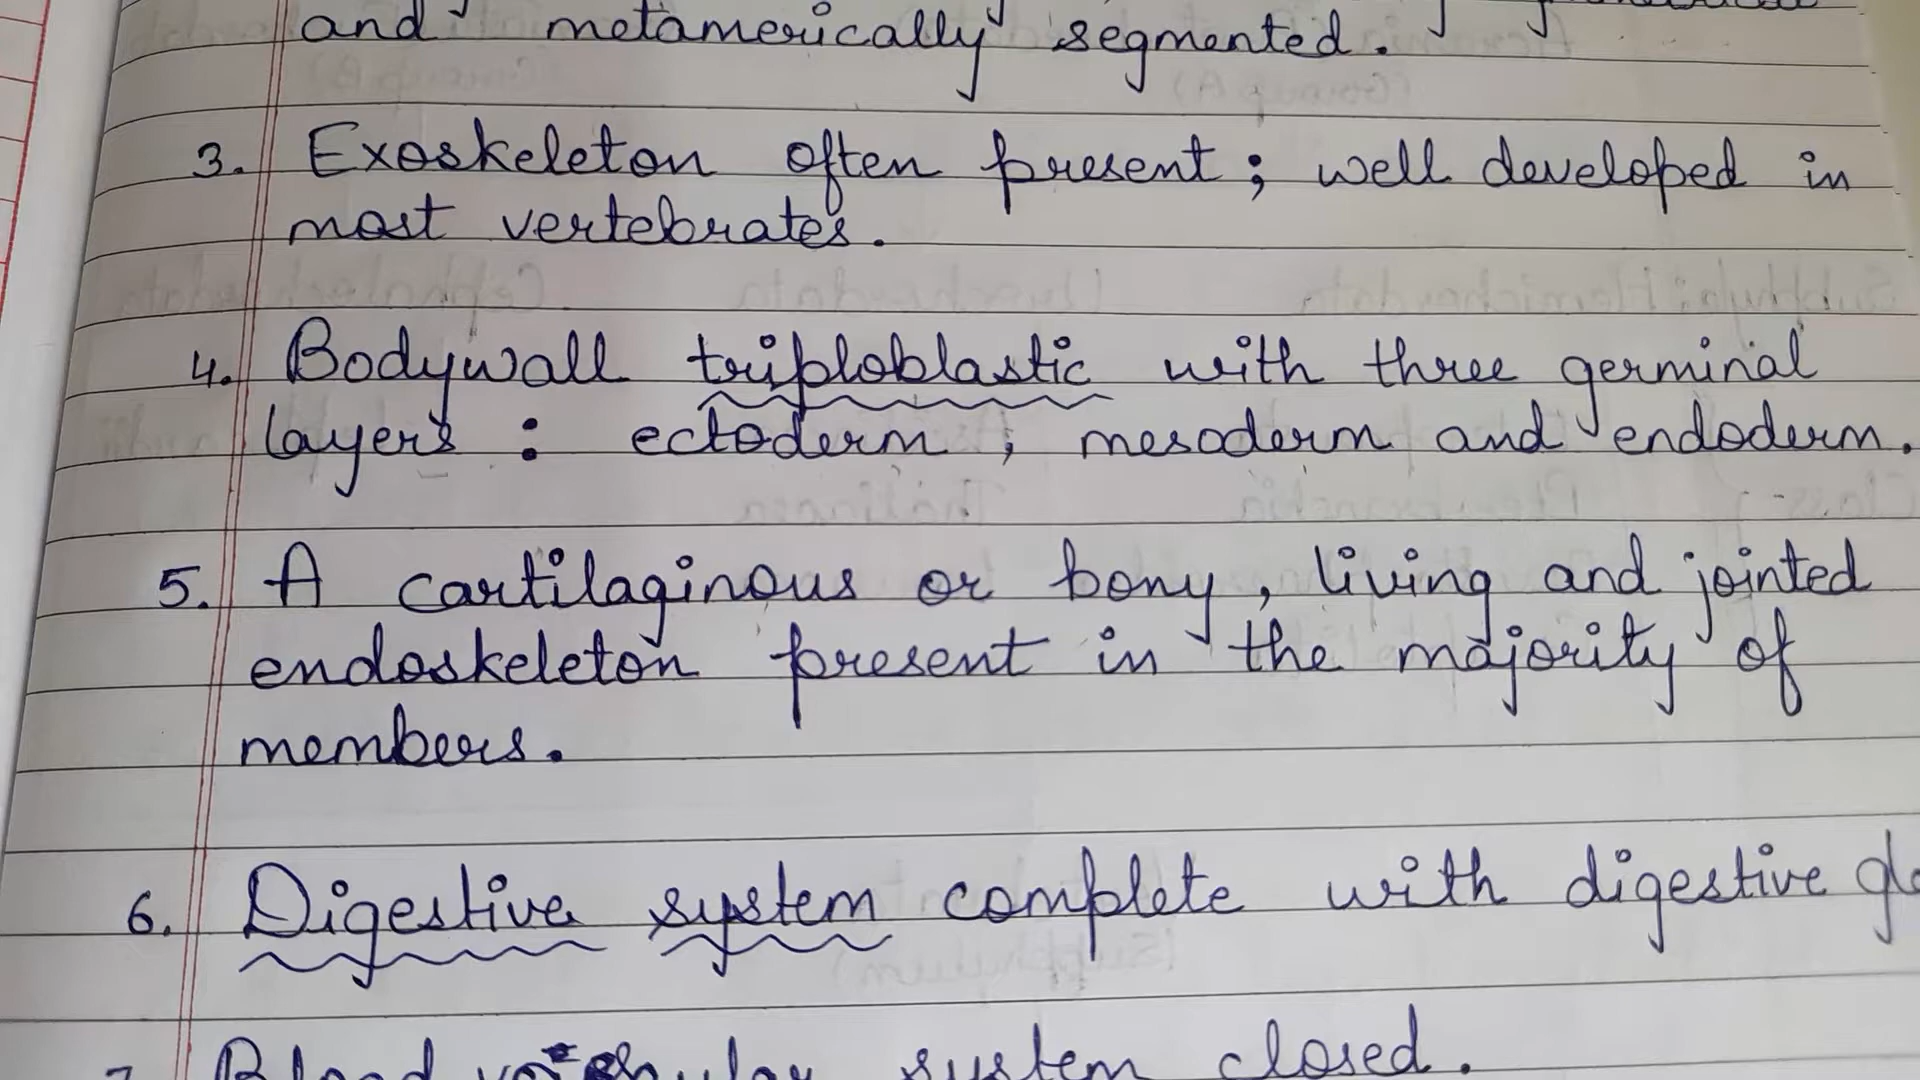 and metamerically segmented.
3. Exoskeleton often present; well developed in
most vertebrates.
4. Bodywall triploblastic with three germinal
layers : ectoderm, mesoderm and endoderm.
5. A cartilaginous or bony, living and jointed
endoskeleton present in the majority of
members.
6. Digestive system complete with digestive
7. Blood system closed.